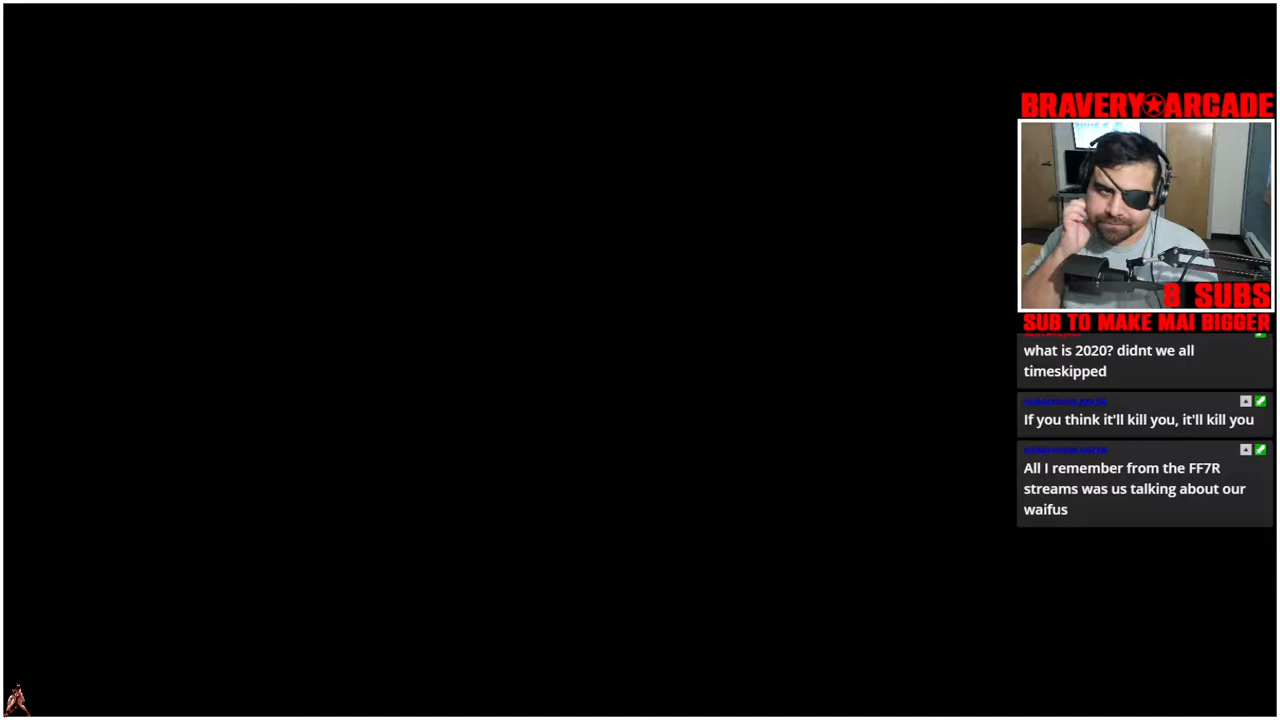 BRAVERY ARCADE
8 SUBS
SUB TO MAKE MAI BIGGER
what is 2020? didnt we all
timeskipped
If you think it'll kill you, it'll kill you
All I remember from the FF7R
streams was us talking about our
waifus